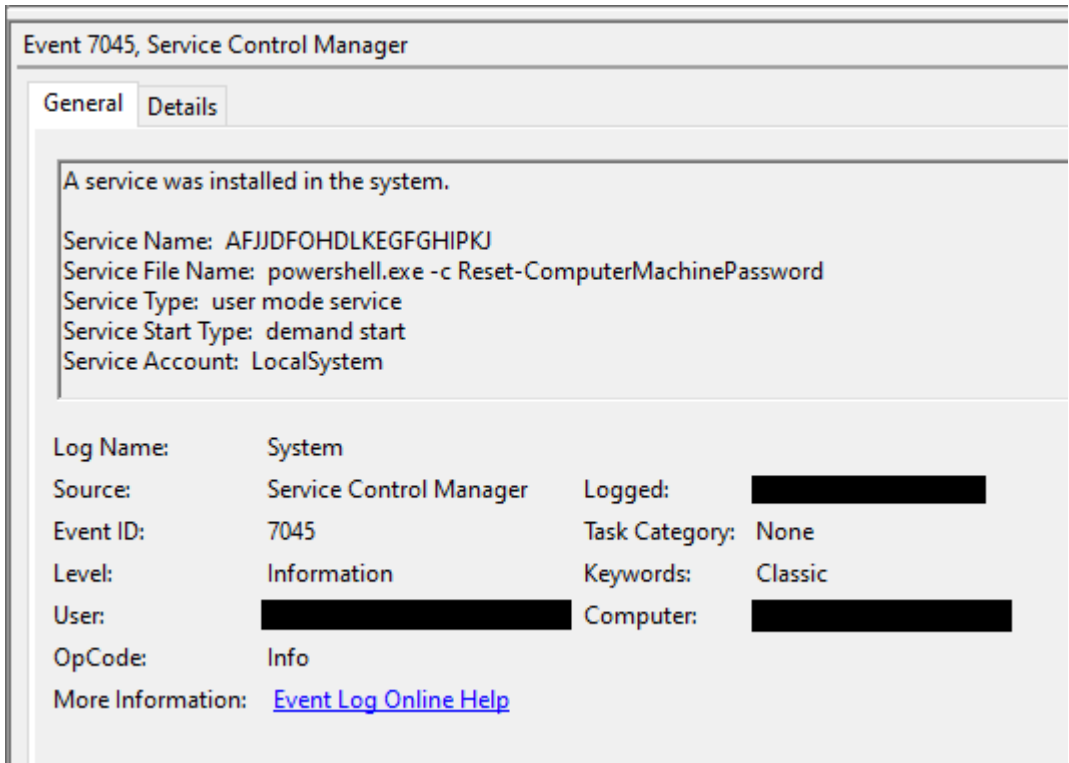 Event 7045, Service Control Manager
General Details
A service was installed in the system.
Service Name: AFJJDFOHDLKEGFGHIPKJ
Service File Name: powershell.exe -c Reset-ComputerMachinePassword
Service Type: user mode service
Service Start Type: demand start
Service Account: LocalSystem
Log Name: System
Source: Service Control Manager Logged:
Event ID: 7045 Task Category: None
Level: Information Keywords: Classic
User: Computer:
OpCode: Info
More Information: Event Log Online Help